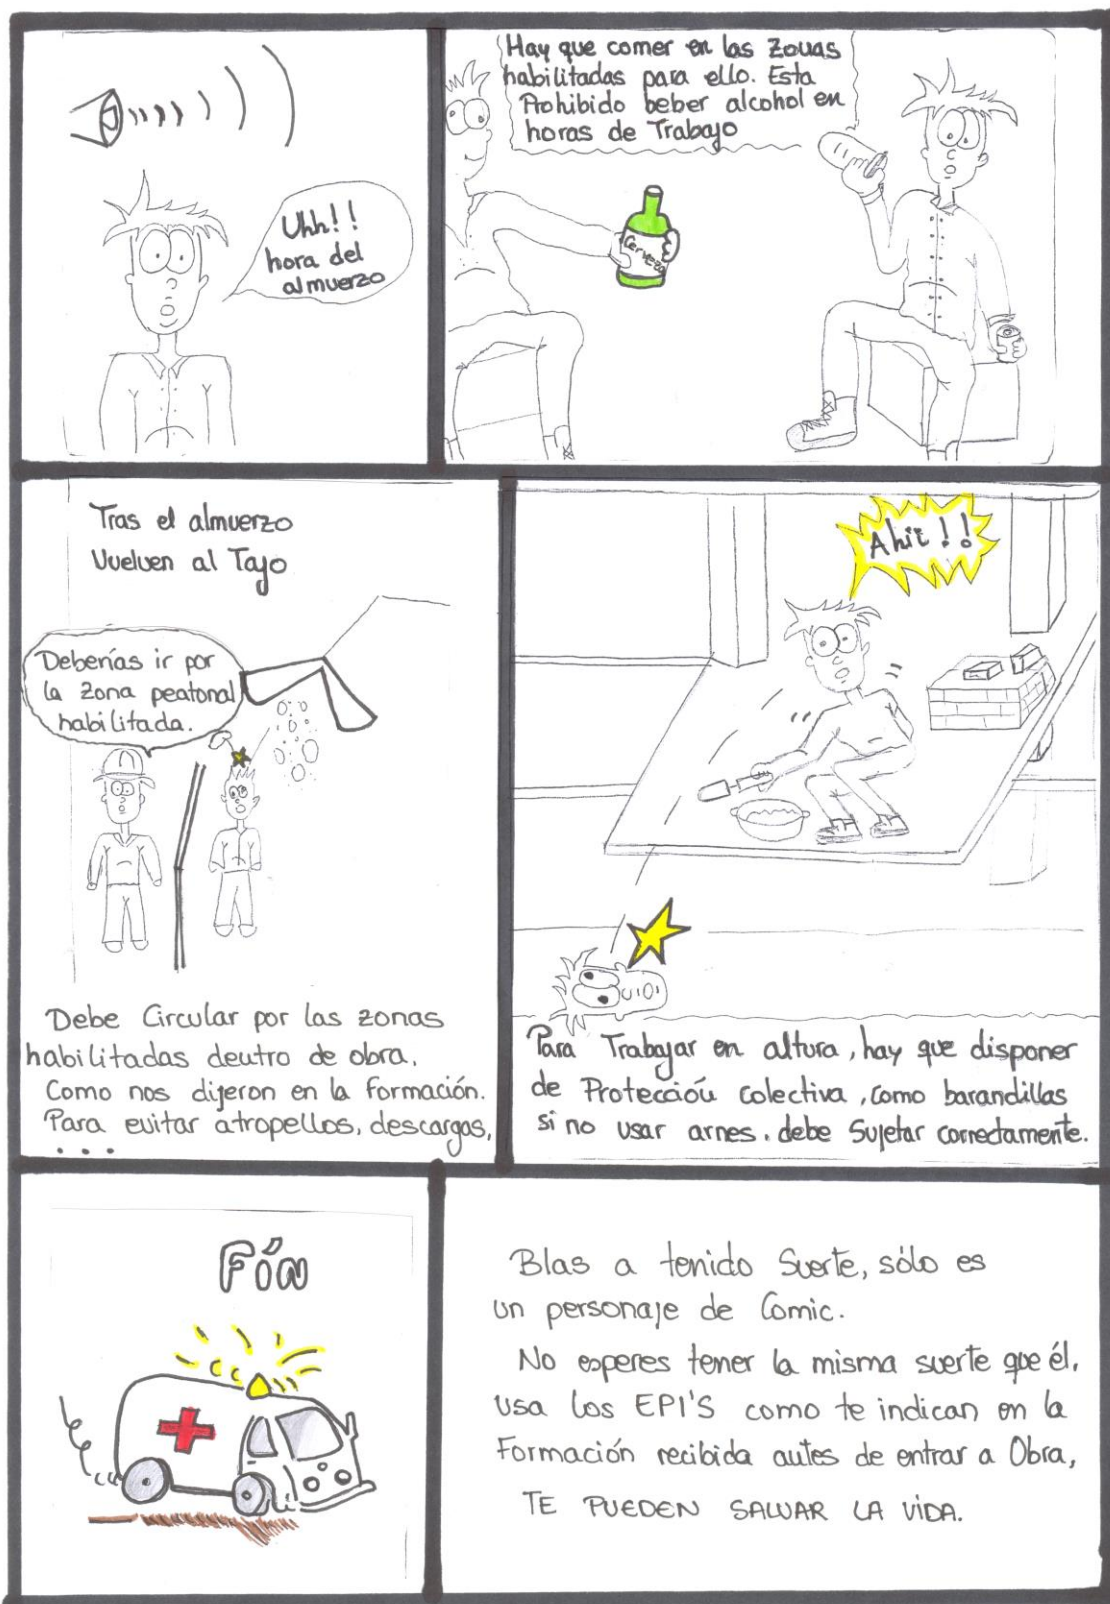 Uhh!!
hora del
almuerzo
Hay que comer en las zonas
habilitadas para ello. Esta
Prohibido beber alcohol en
horas de Trabajo
Cerveza
Tras el almuerzo
Vuelven al Tajo
Deberías ir por
la zona peatonal
habilitada.
Debe Circular por las zonas
habilitadas dentro de obra.
Como nos dijeron en la formación.
Para evitar atropellos, descargas,
...
Para Trabajar en altura, hay que disponer
de Protección colectiva, como barandillas
si no usar arnes. debe Sujetar correctamente.
Fín
Blas a tenido Suerte, sólo es
un personaje de Comic.
No esperes tener la misma suerte que él,
usa los EPI'S como te indican en la
Formación recibida antes de entrar a Obra,
TE PUEDEN SALVAR LA VIDA.